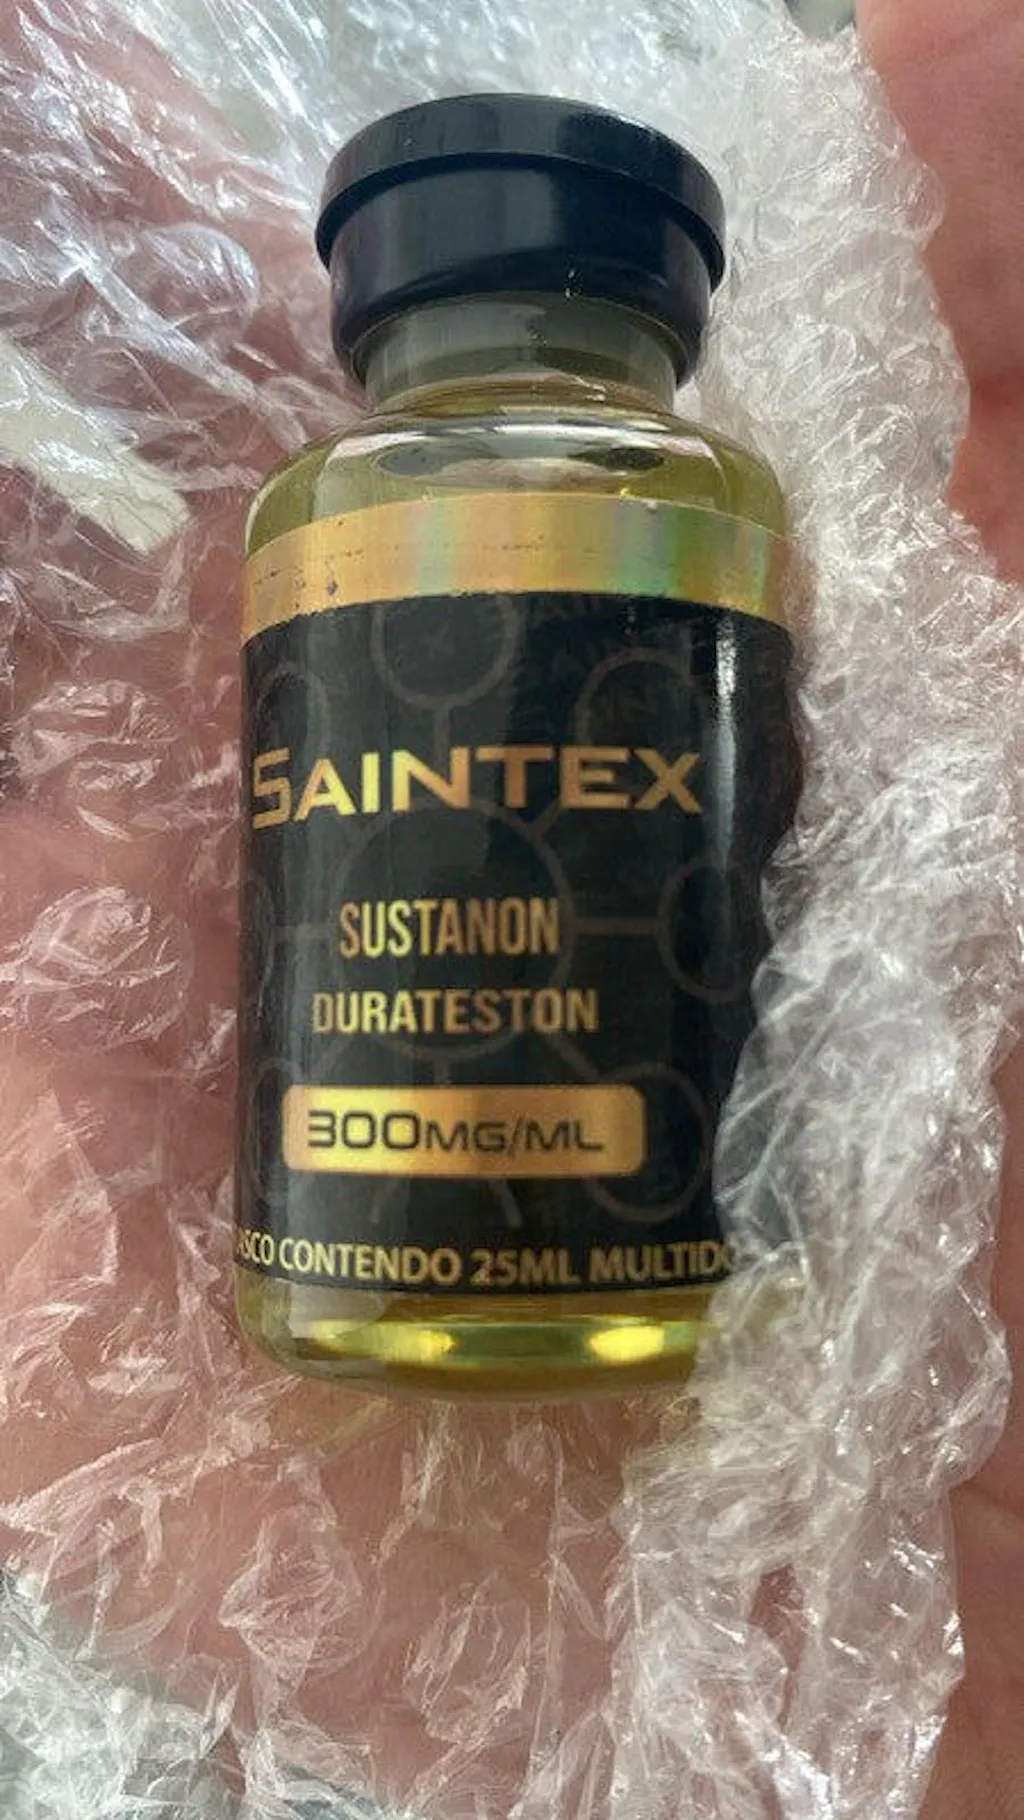 SAINTEX
SUSTANON
DURATESTON
300MG/ML
CONTENDO 25ML